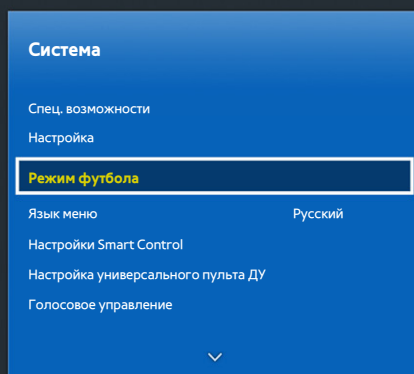 Система
Спец. возможности
Настройка
Режим футбола
Язык меню Русский
Настройки Smart Control
Настройка универсального пульта ДУ
Голосовое управление